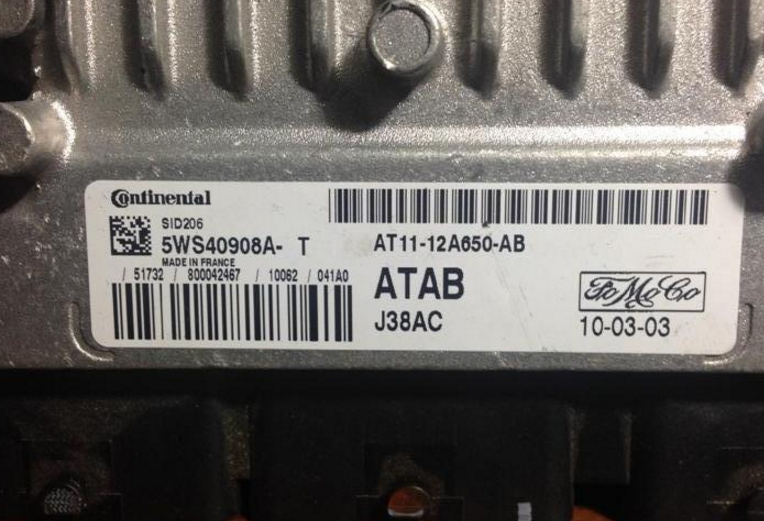 Continental
SID206
5WS40908A- T
MADE IN FRANCE
/ 51732 / 800042467 / 10062 / 041A0
AT11-12A650-AB
ATAB
J38AC
FoMoCo
10-03-03